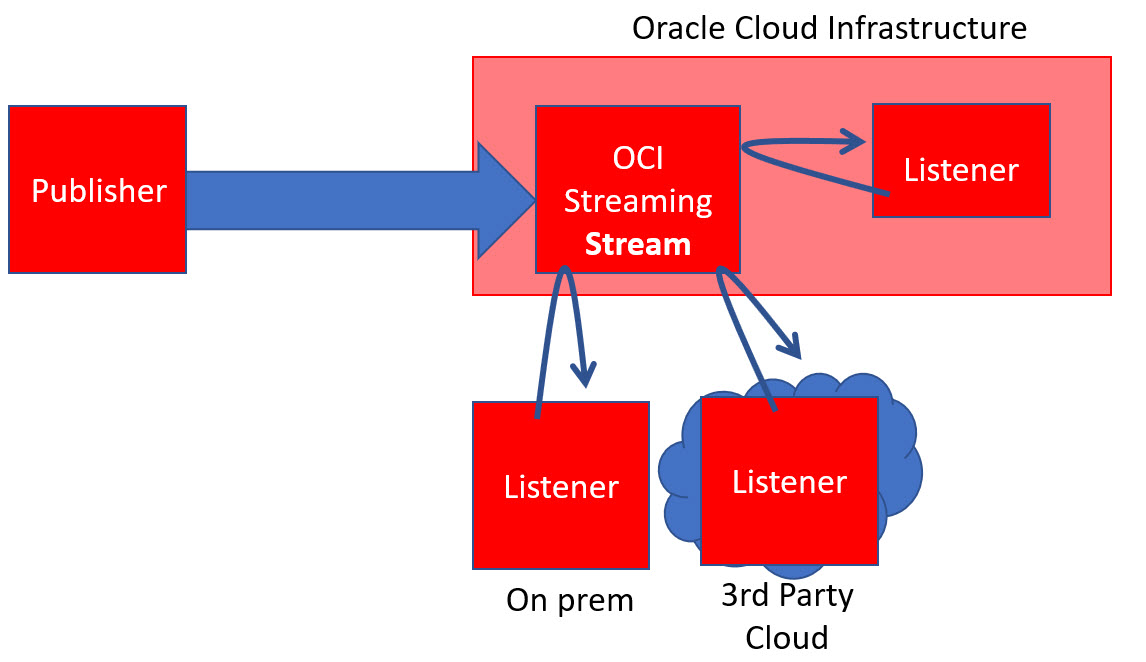 Oracle Cloud Infrastructure
Publisher
OCI
Streaming
Stream
Listener
Listener
On prem
Listener
3rd Party
Cloud